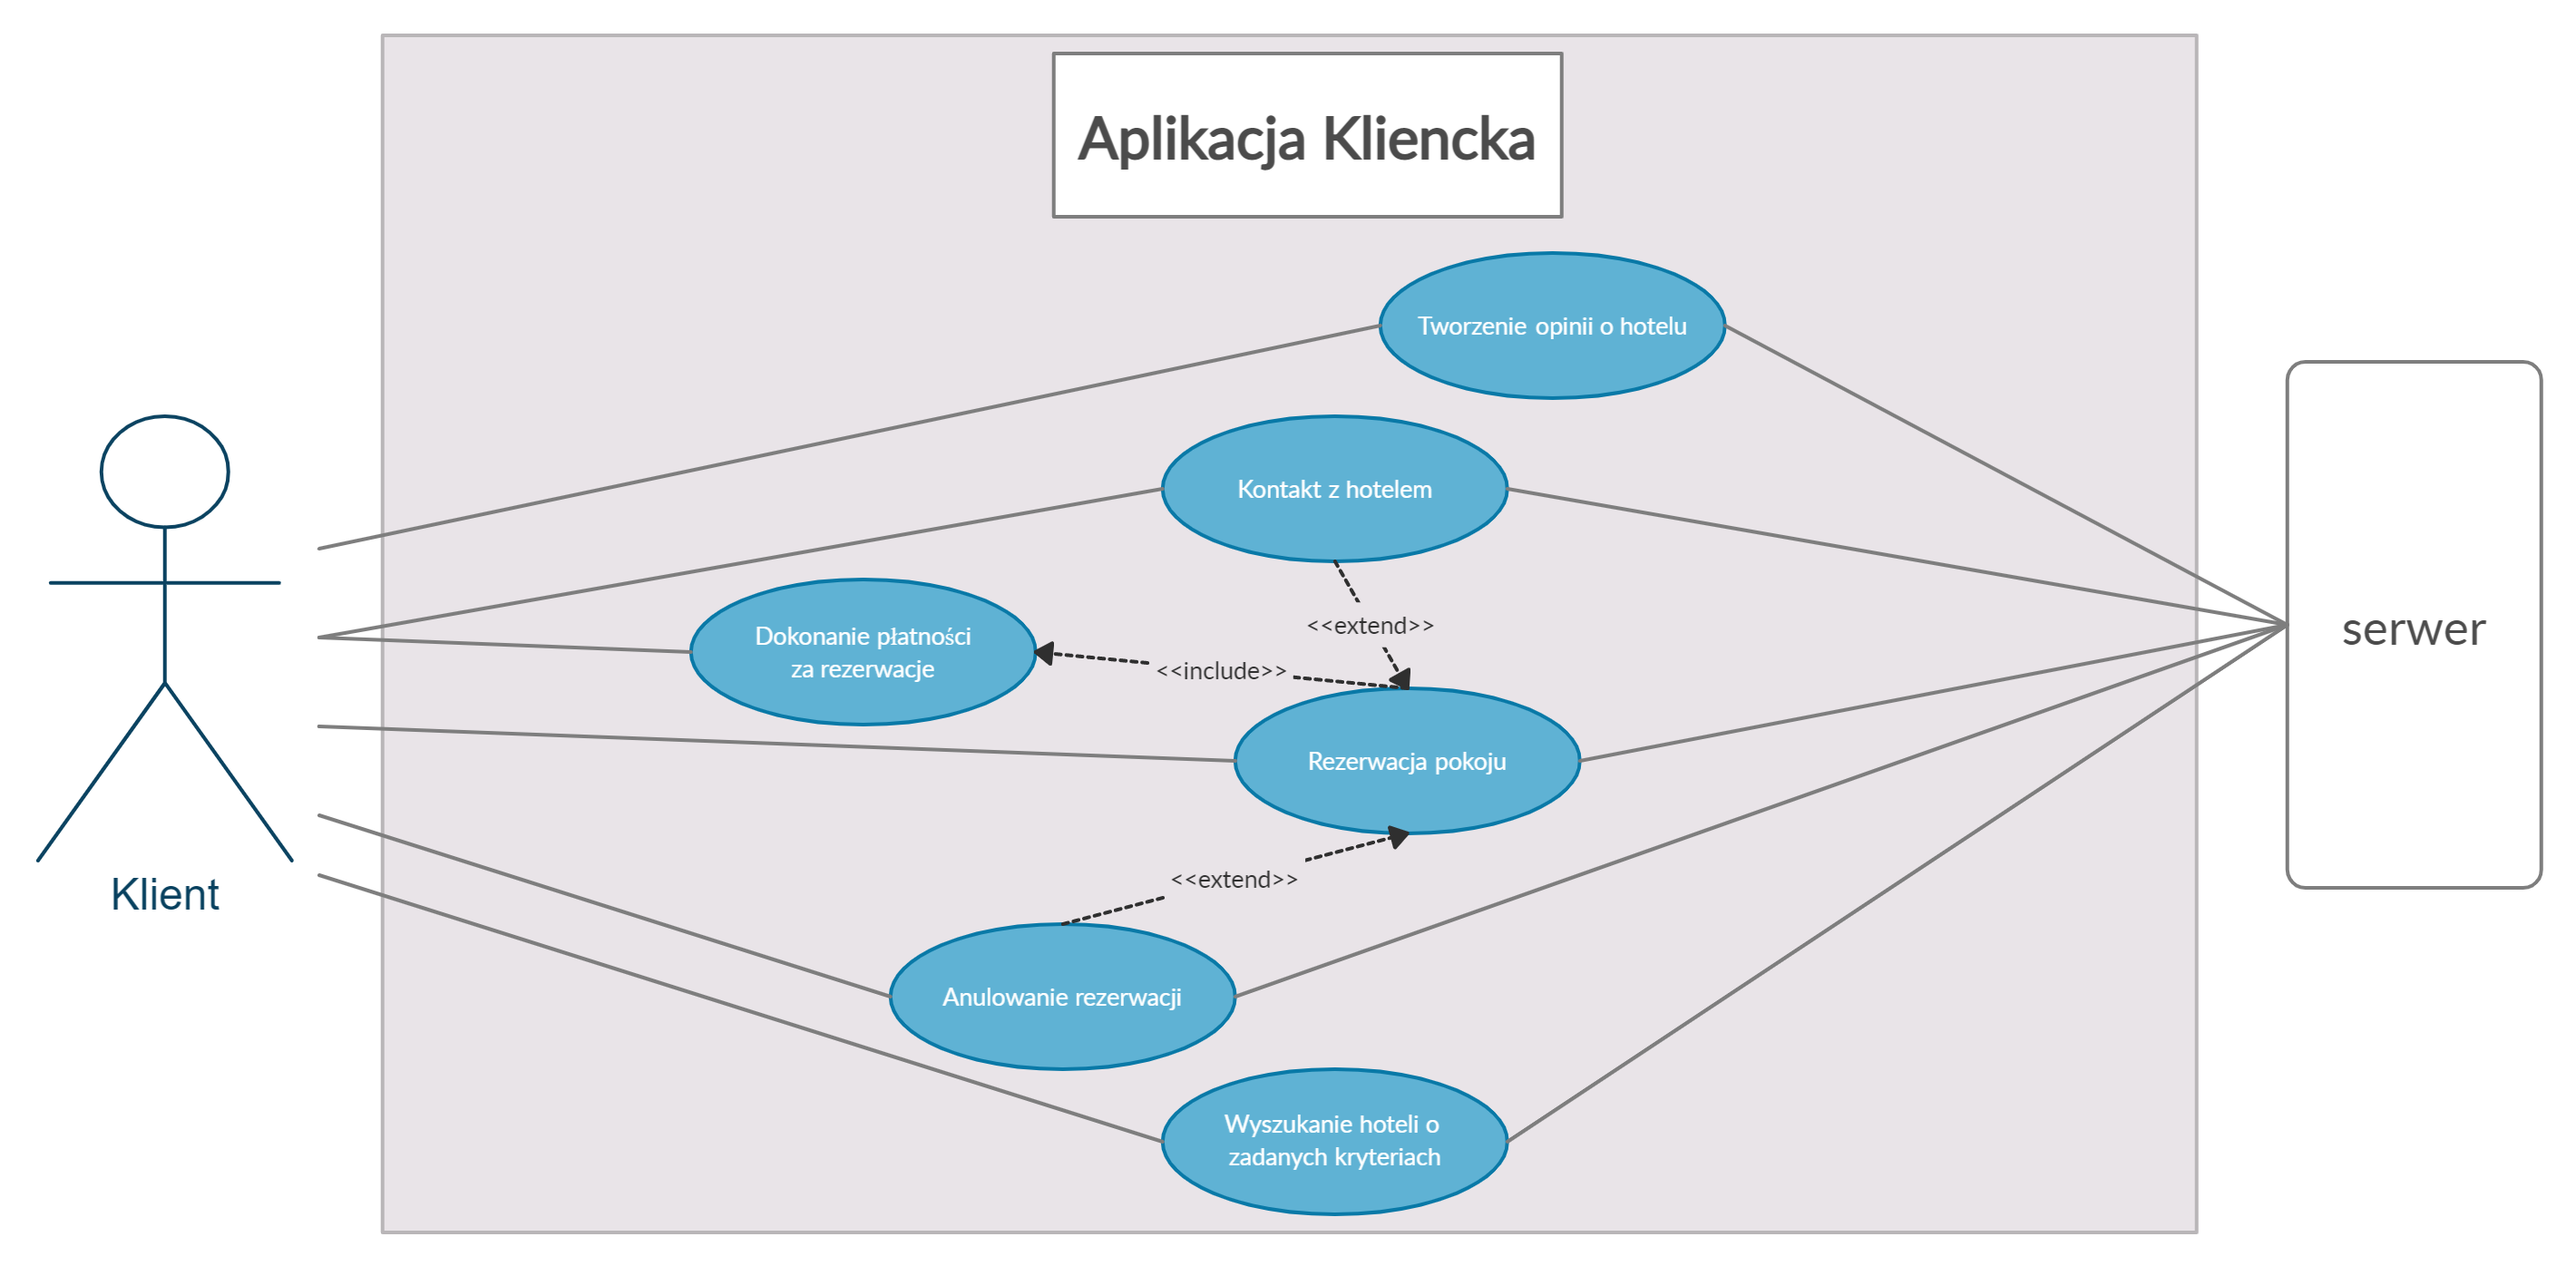 Aplikacja Kliencka
Tworzenie opinii o hotelu
Kontakt z hotelem
<<extend>>
serwer
Dokonanie płatności
za rezerwacje
<<include>>
Rezerwacja pokoju
<<extend>>
Klient
Anulowanie rezerwacji
Wyszukanie hoteli o
zadanych kryteriach